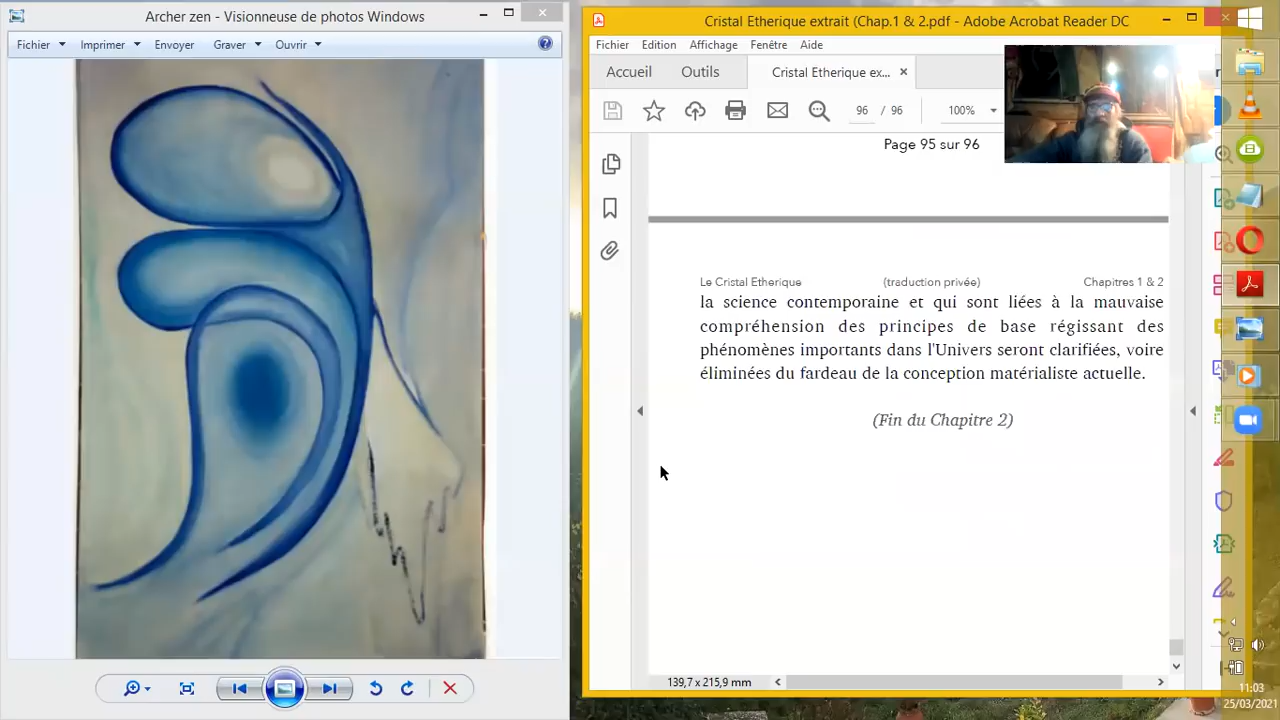 Archer zen - Visionneuse de photos Windows
Fichier Imprimer Envoyer Graver Ouvrir
Cristal Etherique extrait (Chap.1 & 2.pdf - Adobe Acrobat Reader DC
Fichier Edition Affichage Fenêtre Aide
Accueil Outils Cristal Etherique ex...
96 / 96 100%
Page 95 sur 96
Le Cristal Etherique (traduction privée) Chapitres 1 & 2
la science contemporaine et qui sont liées à la mauvaise
compréhension des principes de base régissant des
phénomènes importants dans l'Univers seront clarifiées, voire
éliminées du fardeau de la conception matérialiste actuelle.
(Fin du Chapitre 2)
139,7 x 215,9 mm
11:03
25/03/2021